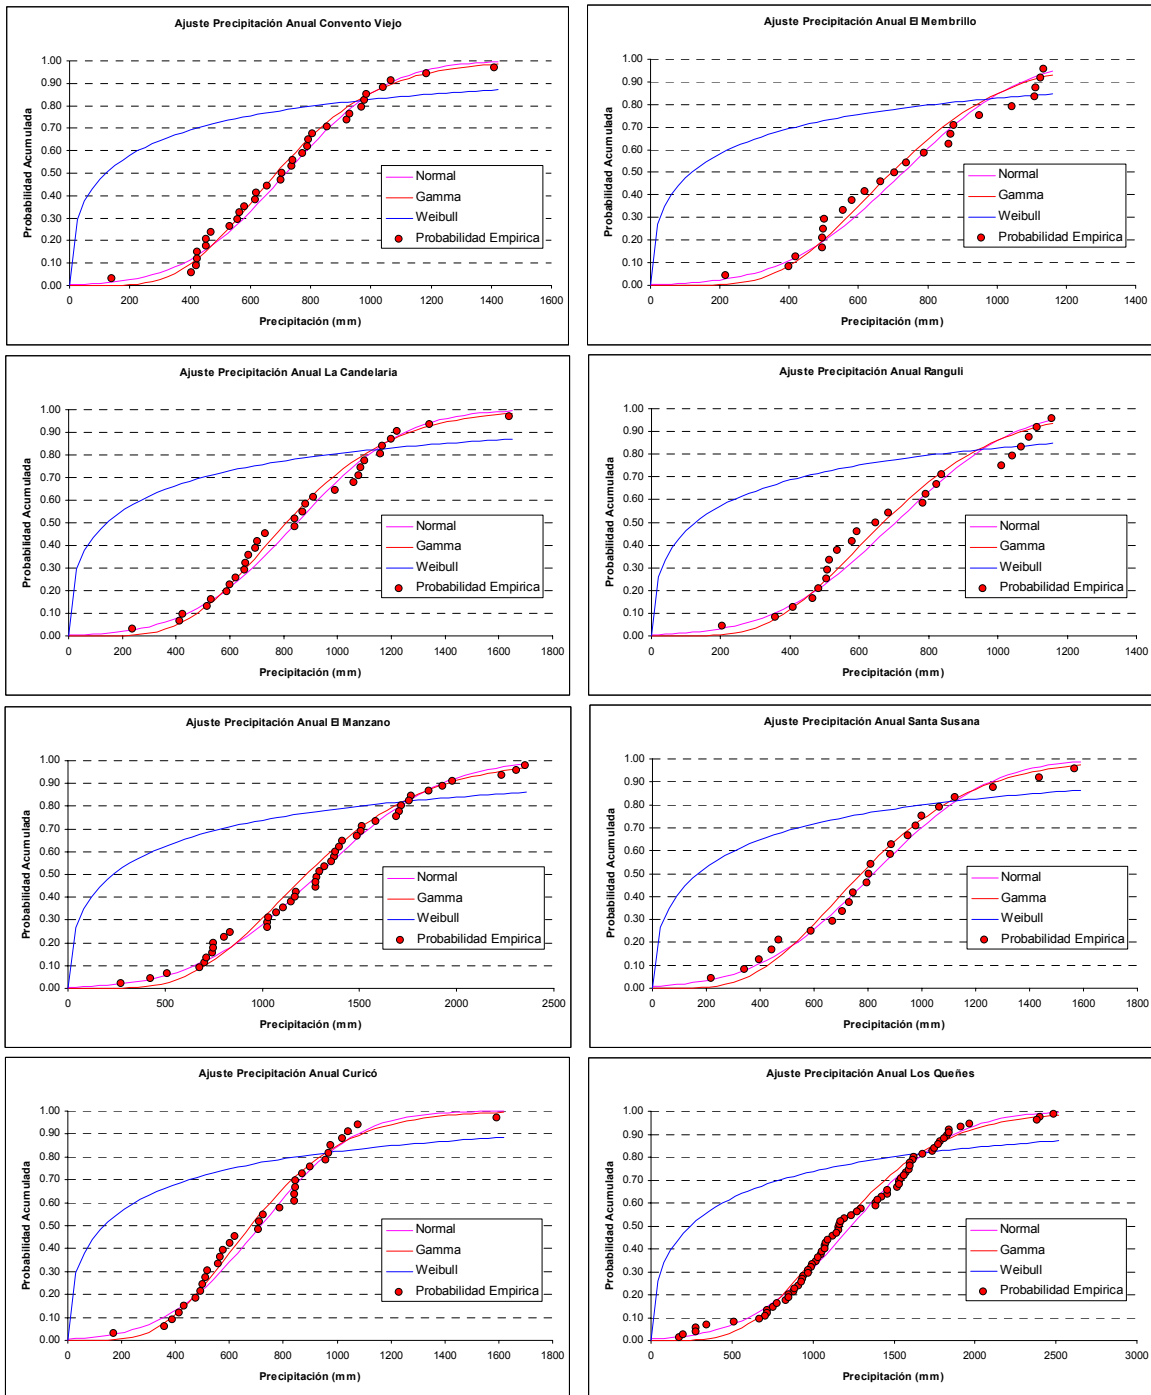 Ajuste Precipitación Anual Convento Viejo
Probabilidad Acumulada
1.00
0.90
0.80
0.70
0.60
0.50
0.40
0.30
0.20
0.10
0.00
Normal
Gamma
Weibull
Probabilidad Empirica
0 200 400 600 800 1000 1200 1400 1600
Precipitación (mm)
Ajuste Precipitación Anual El Membrillo
Probabilidad Acumulada
1.00
0.90
0.80
0.70
0.60
0.50
0.40
0.30
0.20
0.10
0.00
Normal
Gamma
Weibull
Probabilidad Empirica
0 200 400 600 800 1000 1200 1400
Precipitación (mm)
Ajuste Precipitación Anual La Candelaria
Probabilidad Acumulada
1.00
0.90
0.80
0.70
0.60
0.50
0.40
0.30
0.20
0.10
0.00
Normal
Gamma
Weibull
Probabilidad Empirica
0 200 400 600 800 1000 1200 1400 1600 1800
Precipitación (mm)
Ajuste Precipitación Anual Ranguli
Probabilidad Acumulada
1.00
0.90
0.80
0.70
0.60
0.50
0.40
0.30
0.20
0.10
0.00
Normal
Gamma
Weibull
Probabilidad Empirica
0 200 400 600 800 1000 1200 1400
Precipitación (mm)
Ajuste Precipitación Anual El Manzano
Probabilidad Acumulada
1.00
0.90
0.80
0.70
0.60
0.50
0.40
0.30
0.20
0.10
0.00
Normal
Gamma
Weibull
Probabilidad Empirica
0 500 1000 1500 2000 2500
Precipitación (mm)
Ajuste Precipitación Anual Santa Susana
Probabilidad Acumulada
1.00
0.90
0.80
0.70
0.60
0.50
0.40
0.30
0.20
0.10
0.00
Normal
Gamma
Weibull
Probabilidad Empirica
0 200 400 600 800 1000 1200 1400 1600 1800
Precipitación (mm)
Ajuste Precipitación Anual Curicó
Probabilidad Acumulada
1.00
0.90
0.80
0.70
0.60
0.50
0.40
0.30
0.20
0.10
0.00
Normal
Gamma
Weibull
Probabilidad Empirica
0 200 400 600 800 1000 1200 1400 1600 1800
Precipitación (mm)
Ajuste Precipitación Anual Los Queñes
Probabilidad Acumulada
1.00
0.90
0.80
0.70
0.60
0.50
0.40
0.30
0.20
0.10
0.00
Normal
Gamma
Weibull
Probabilidad Empirica
0 500 1000 1500 2000 2500 3000
Precipitación (mm)